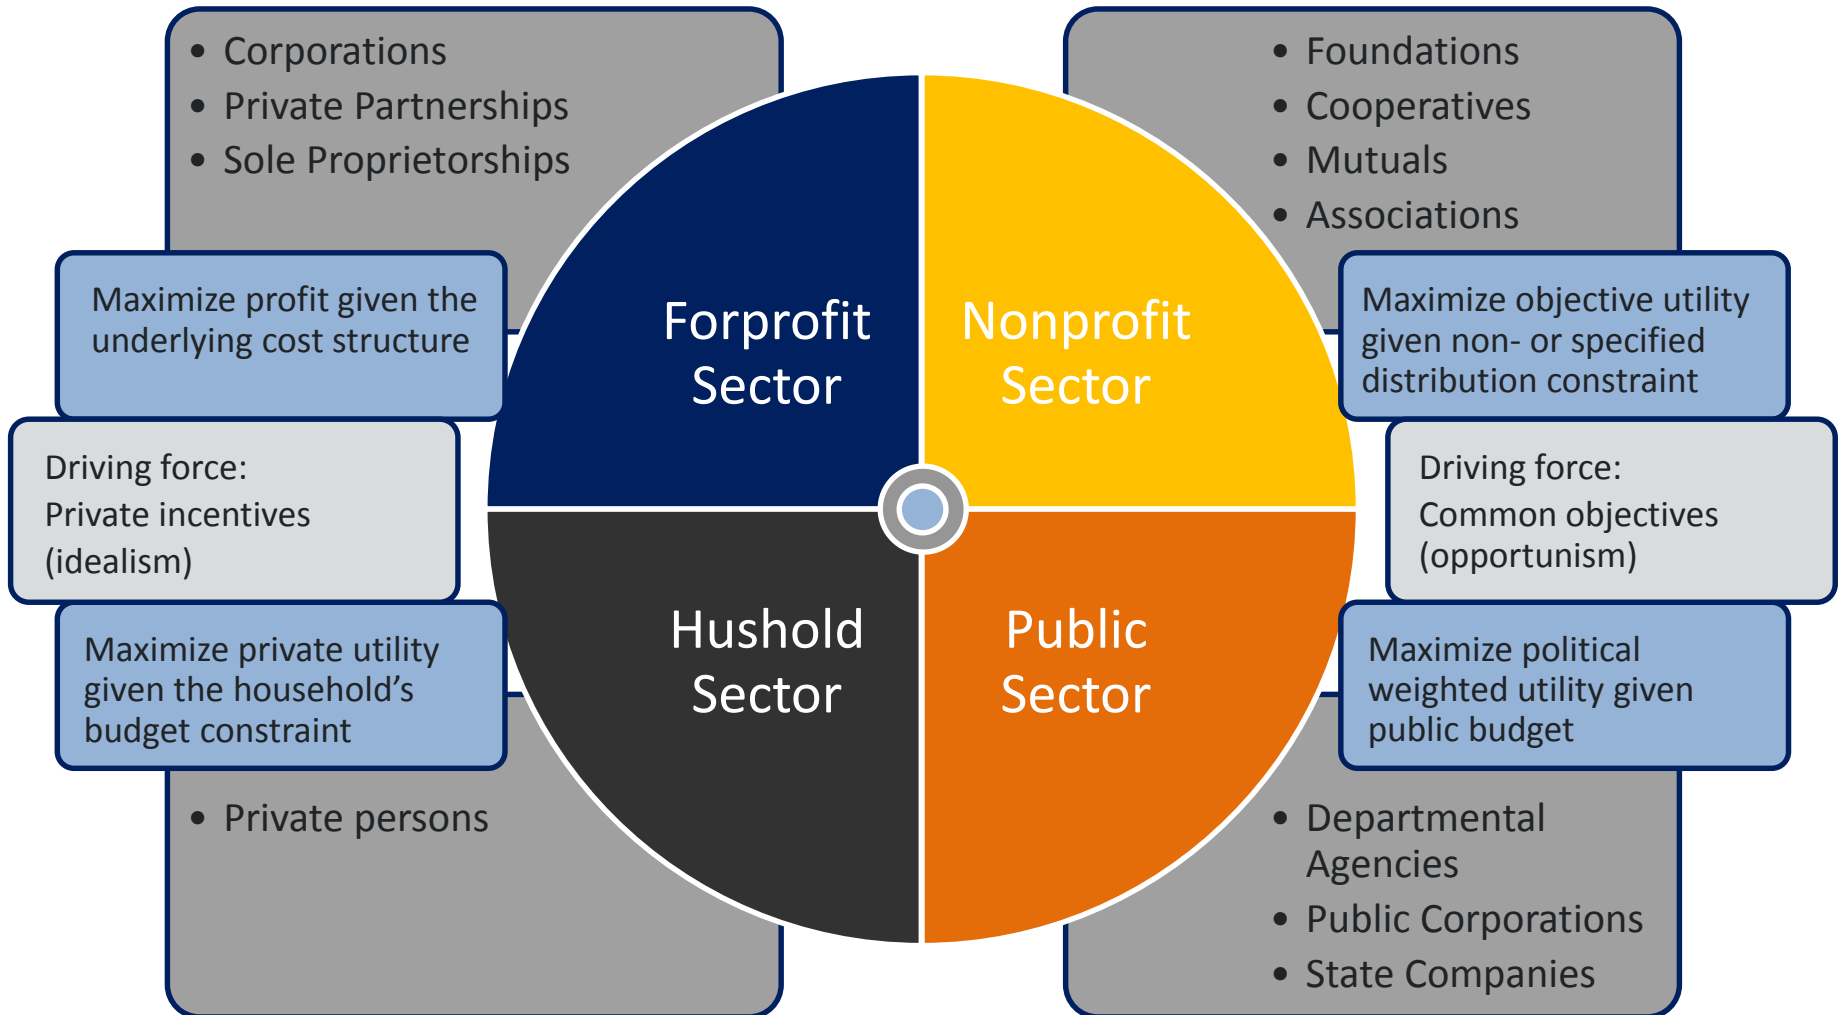 • Corporations
• Private Partnerships
• Sole Proprietorships
• Foundations
• Cooperatives
• Mutuals
• Associations
Maximize profit given the
underlying cost structure
Forprofit
Sector
Nonprofit
Sector
Maximize objective utility
given non- or specified
distribution constraint
Driving force:
Private incentives
(idealism)
Driving force:
Common objectives
(opportunism)
Maximize private utility
given the household’s
budget constraint
Hushold
Sector
Public
Sector
Maximize political
weighted utility given
public budget
• Private persons
• Departmental
Agencies
• Public Corporations
• State Companies